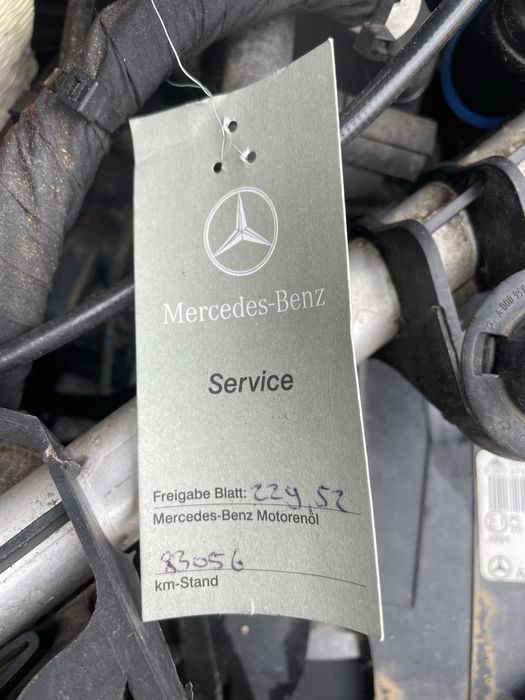 Mercedes-Benz
Service
Freigabe Blatt: 229,52
Mercedes-Benz Motorenöl
83056
km-Stand